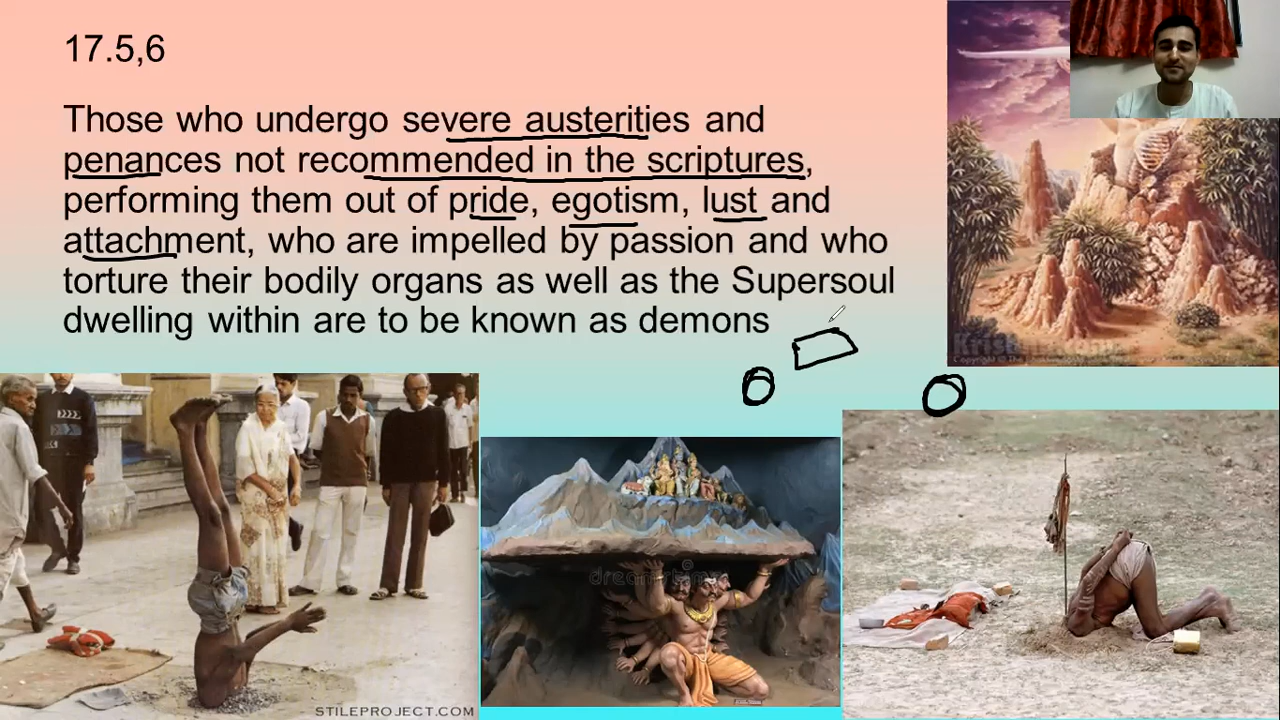 17.5,6
Those who undergo severe austerities and
penances not recommended in the scriptures,
performing them out of pride, egotism, lust and
attachment, who are impelled by passion and who
torture their bodily organs as well as the Supersoul
dwelling within are to be known as demons
dreamstime
STILEPROJECT.COM